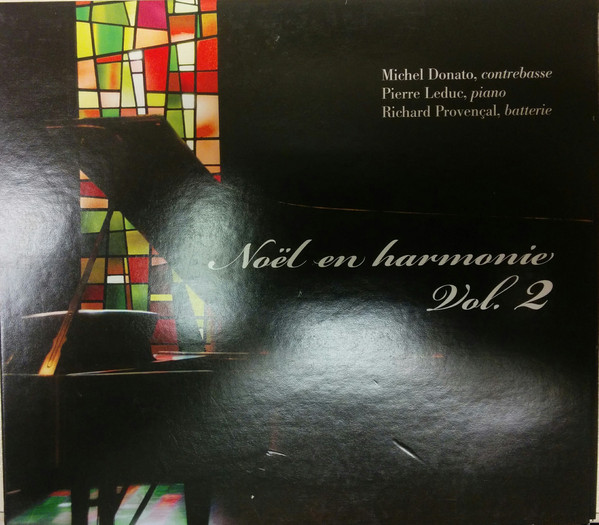 Michel Donato, contrebasse
Pierre Leduc, piano
Richard Provençal, batterie
Noël en harmonie
Vol. 2